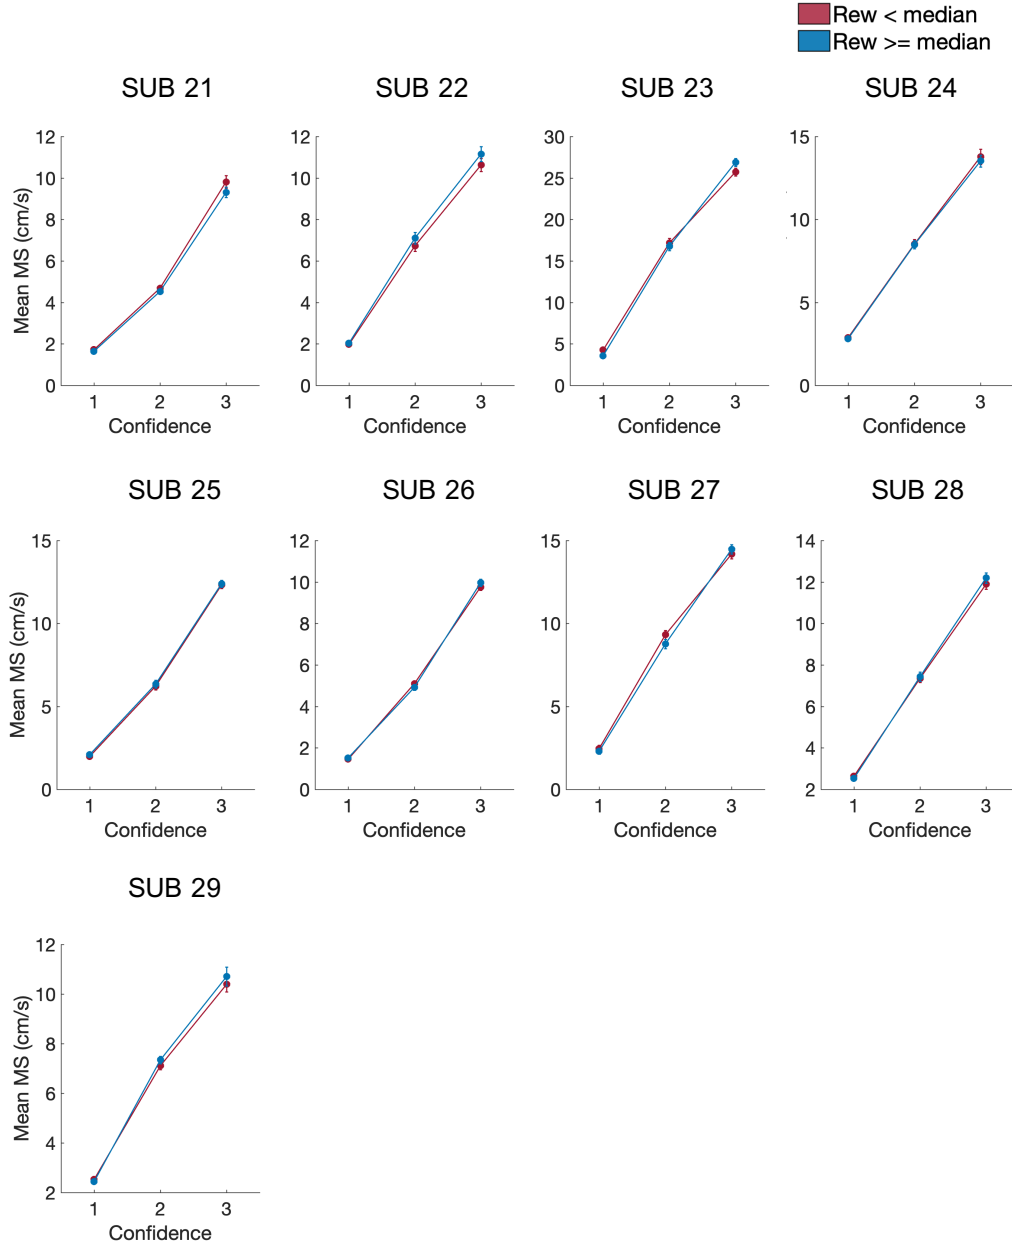 Rew < median
Rew >= median
SUB 21
SUB 22
SUB 23
SUB 24
Mean MS (cm/s)
12
10
8
6
4
2
0
1 2 3
Confidence
12
10
8
6
4
2
0
1 2 3
Confidence
30
25
20
15
10
5
0
1 2 3
Confidence
15
10
5
0
1 2 3
Confidence
SUB 25
SUB 26
SUB 27
SUB 28
Mean MS (cm/s)
15
10
5
0
1 2 3
Confidence
12
10
8
6
4
2
0
1 2 3
Confidence
15
10
5
0
1 2 3
Confidence
14
12
10
8
6
4
2
1 2 3
Confidence
SUB 29
Mean MS (cm/s)
12
10
8
6
4
2
1 2 3
Confidence